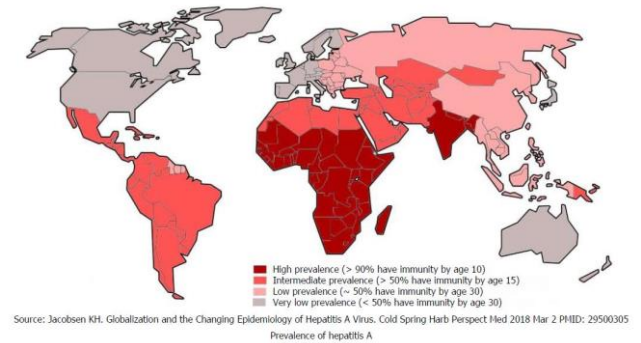 High prevalence (> 90% have immunity by age 10)
Intermediate prevalence (> 50% have immunity by age 15)
Low prevalence (~ 50% have immunity by age 30)
Very low prevalence (< 50% have immunity by age 30)
Source: Jacobsen KH. Globalization and the Changing Epidemiology of Hepatitis A Virus. Cold Spring Harb Perspect Med 2018 Mar 2 PMID: 29500305
Prevalence of hepatitis A